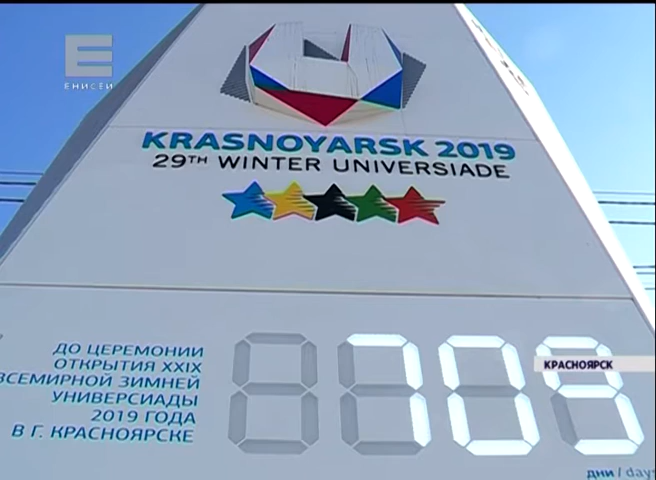 Е
ЕНИСЕЙ
KRASNOYARSK 2019
29TH WINTER UNIVERSIADE
ДО ЦЕРЕМОНИИ
ОТКРЫТИЯ XXIX
ВСЕМИРНОЙ ЗИМНЕЙ
УНИВЕРСИАДЫ
2019 ГОДА
В Г. КРАСНОЯРСКЕ
709
КРАСНОЯРСК
дни / days